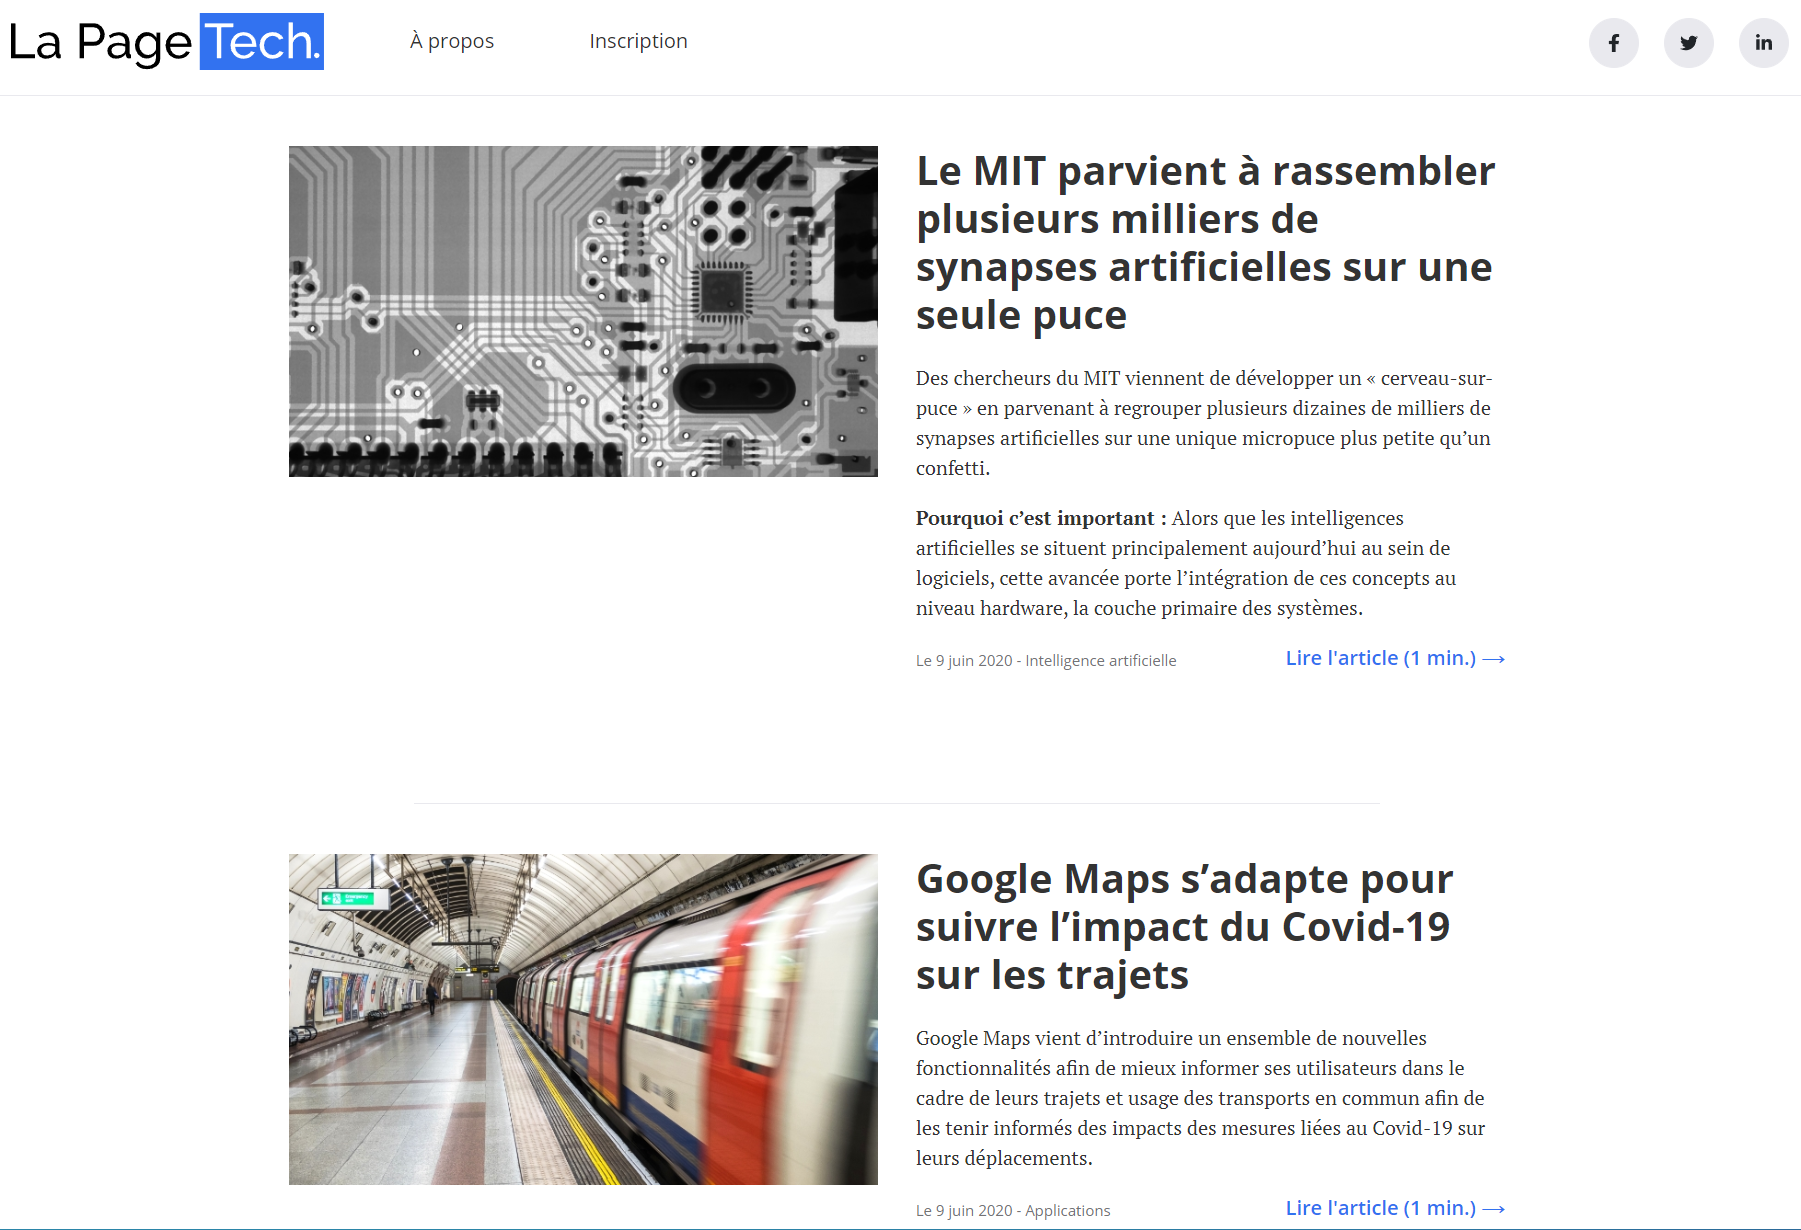 La Page Tech.
À propos
Inscription
Le MIT parvient à rassembler
plusieurs milliers de
synapses artificielles sur une
seule puce
Des chercheurs du MIT viennent de développer un « cerveau-sur-
puce » en parvenant à regrouper plusieurs dizaines de milliers de
synapses artificielles sur une unique micropuce plus petite qu’un
confetti.
Pourquoi c’est important : Alors que les intelligences
artificielles se situent principalement aujourd’hui au sein de
logiciels, cette avancée porte l’intégration de ces concepts au
niveau hardware, la couche primaire des systèmes.
Le 9 juin 2020 - Intelligence artificielle
Lire l'article (1 min.) →
Google Maps s’adapte pour
suivre l’impact du Covid-19
sur les trajets
Google Maps vient d’introduire un ensemble de nouvelles
fonctionnalités afin de mieux informer ses utilisateurs dans le
cadre de leurs trajets et usage des transports en commun afin de
les tenir informés des impacts des mesures liées au Covid-19 sur
leurs déplacements.
Le 9 juin 2020 - Applications
Lire l'article (1 min.) →